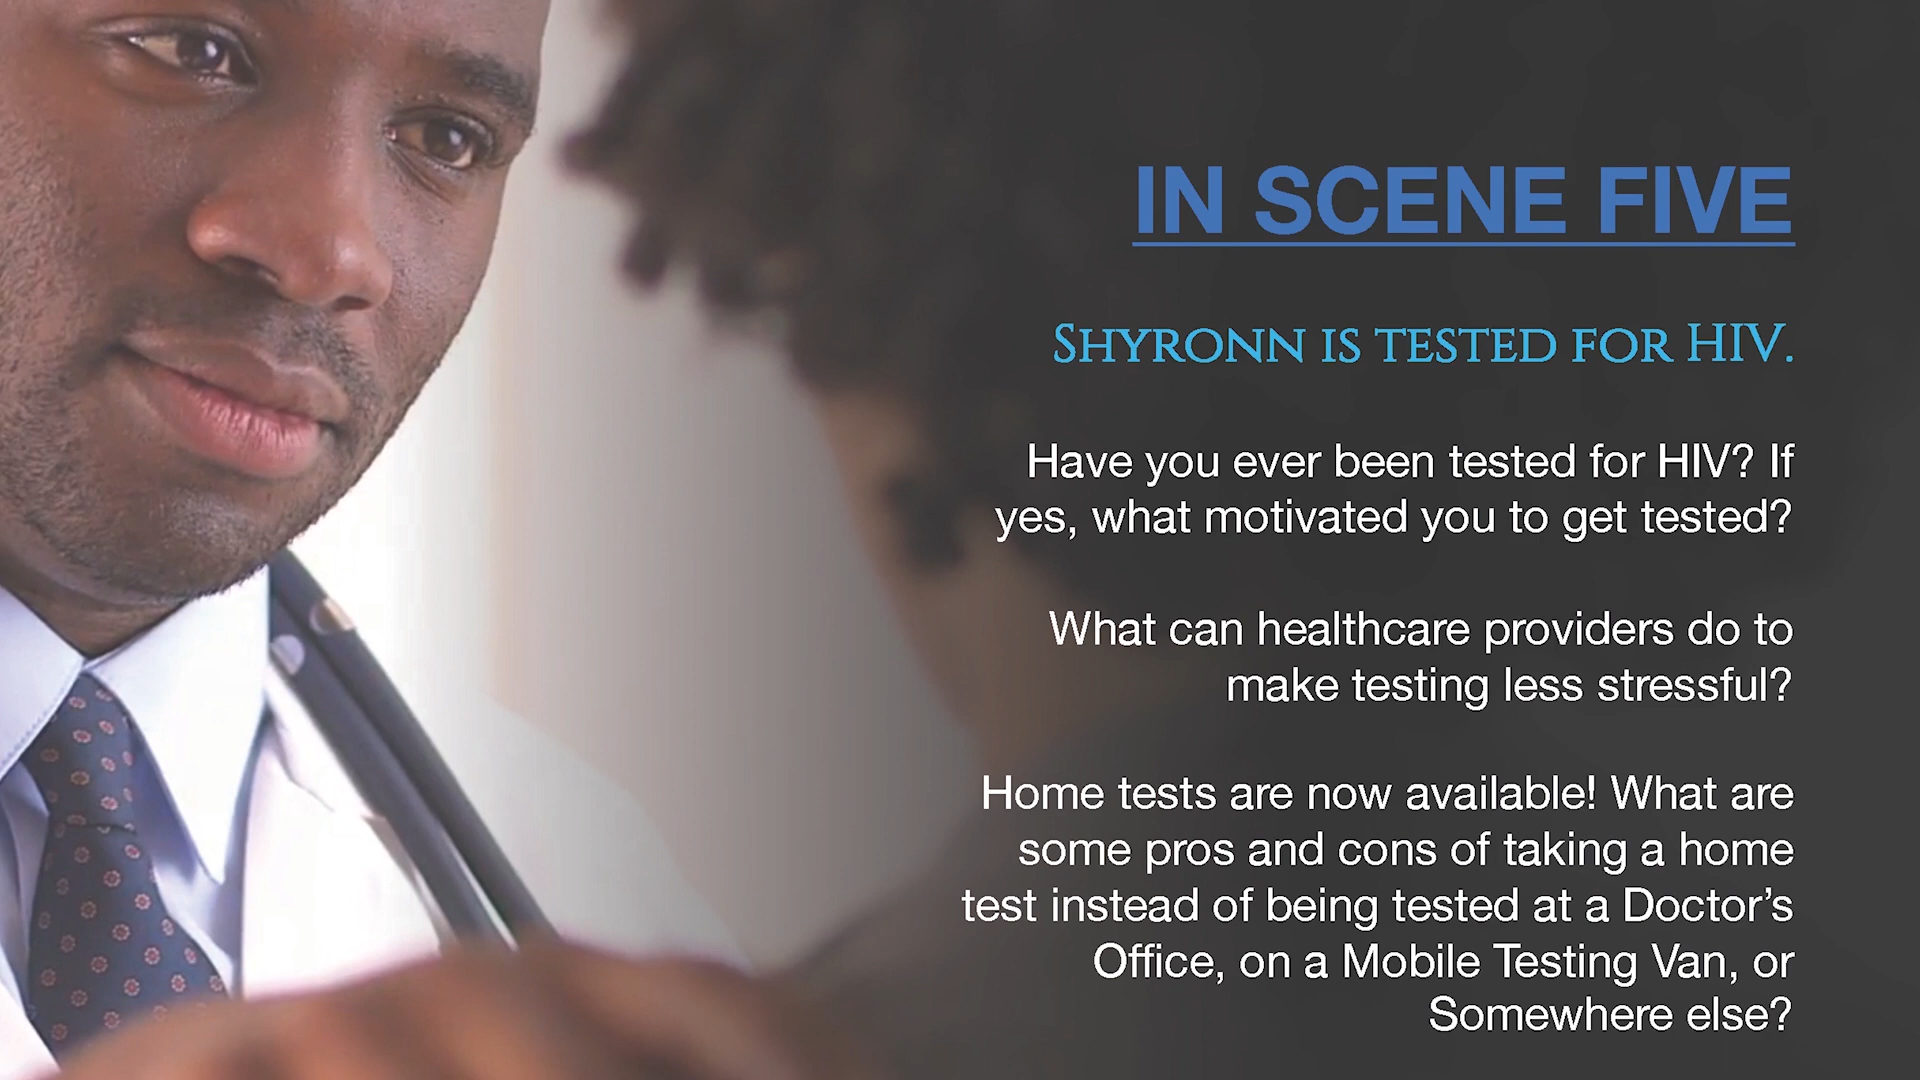 IN SCENE FIVE
Shyronn is tested for HIV.
Have you ever been tested for HIV? If
yes, what motivated you to get tested?
What can healthcare providers do to
make testing less stressful?
Home tests are now available! What are
some pros and cons of taking a home
test instead of being tested at a Doctor’s
Office, on a Mobile Testing Van, or
Somewhere else?